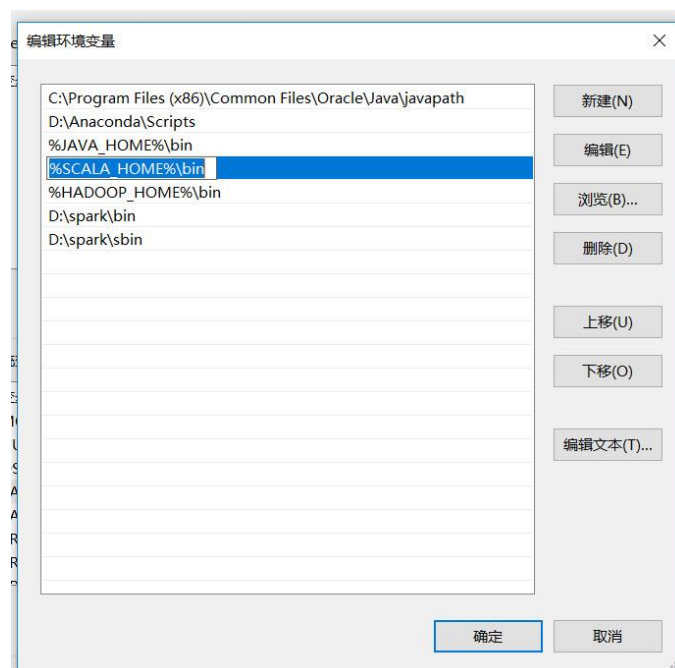 编辑环境变量
C:\Program Files (x86)\Common Files\Oracle\Java\javapath
D:\Anaconda\Scripts
%JAVA_HOME%\bin
%SCALA_HOME%\bin
%HADOOP_HOME%\bin
D:\spark\bin
D:\spark\sbin
新建(N)
编辑(E)
浏览(B)...
删除(D)
上移(U)
下移(O)
编辑文本(T)...
确定
取消